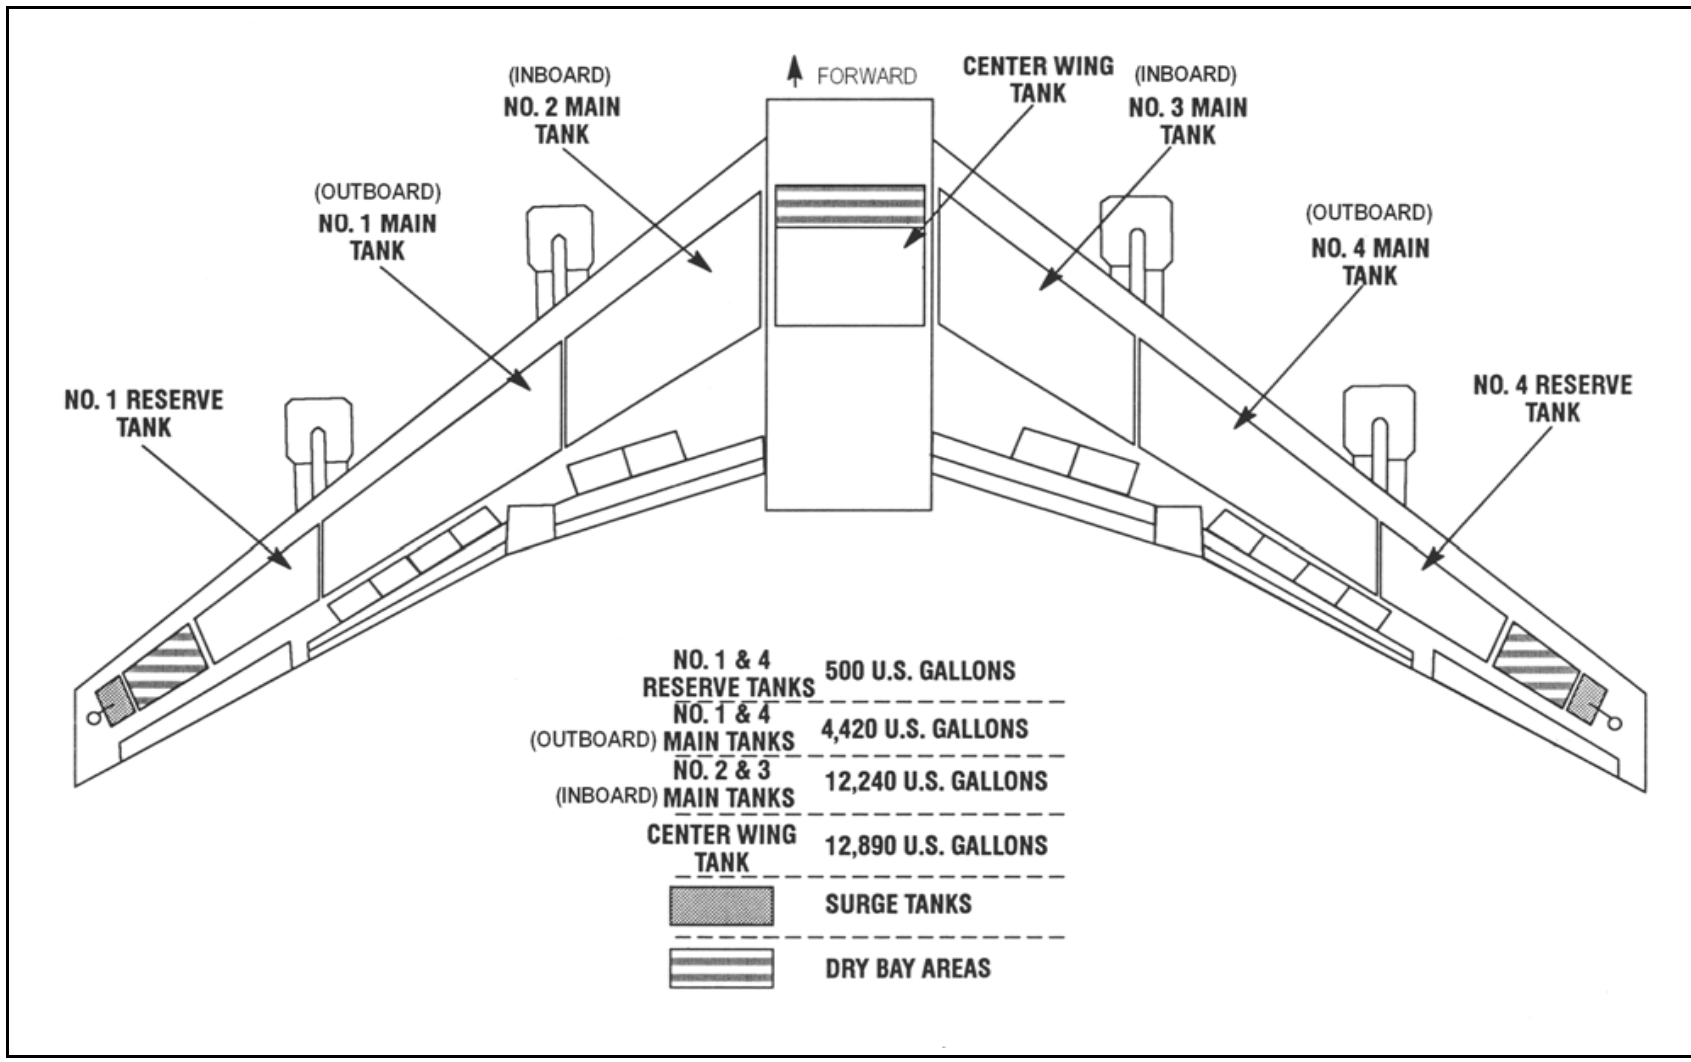 FORWARD
(INBOARD)
NO. 2 MAIN
TANK
CENTER WING
TANK
(INBOARD)
NO. 3 MAIN
TANK
(OUTBOARD)
NO. 1 MAIN
TANK
(OUTBOARD)
NO. 4 MAIN
TANK
NO. 1 RESERVE
TANK
NO. 4 RESERVE
TANK
NO. 1 & 4
RESERVE TANKS
500 U.S. GALLONS
NO. 1 & 4
(OUTBOARD) MAIN TANKS
4,420 U.S. GALLONS
NO. 2 & 3
(INBOARD) MAIN TANKS
12,240 U.S. GALLONS
CENTER WING
TANK
12,890 U.S. GALLONS
SURGE TANKS
DRY BAY AREAS